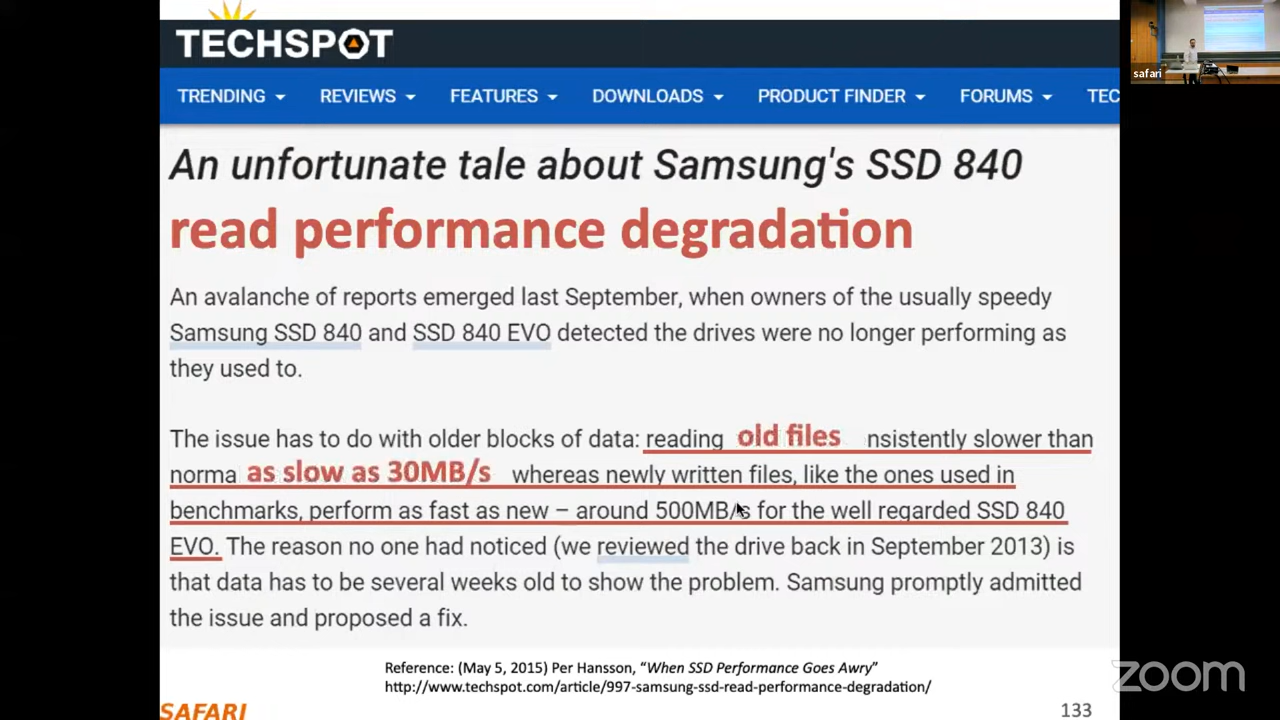 TECHSPOT
TRENDING REVIEWS FEATURES DOWNLOADS PRODUCT FINDER FORUMS TEC
An unfortunate tale about Samsung's SSD 840
read performance degradation
An avalanche of reports emerged last September, when owners of the usually speedy
Samsung SSD 840 and SSD 840 EVO detected the drives were no longer performing as
they used to.
The issue has to do with older blocks of data: reading old files nsistently slower than
norma as slow as 30MB/s whereas newly written files, like the ones used in
benchmarks, perform as fast as new – around 500MB/s for the well regarded SSD 840
EVO. The reason no one had noticed (we reviewed the drive back in September 2013) is
that data has to be several weeks old to show the problem. Samsung promptly admitted
the issue and proposed a fix.
Reference: (May 5, 2015) Per Hansson, “When SSD Performance Goes Awry”
http://www.techspot.com/article/997-samsung-ssd-read-performance-degradation/
SAFARI
133
safari
zoom